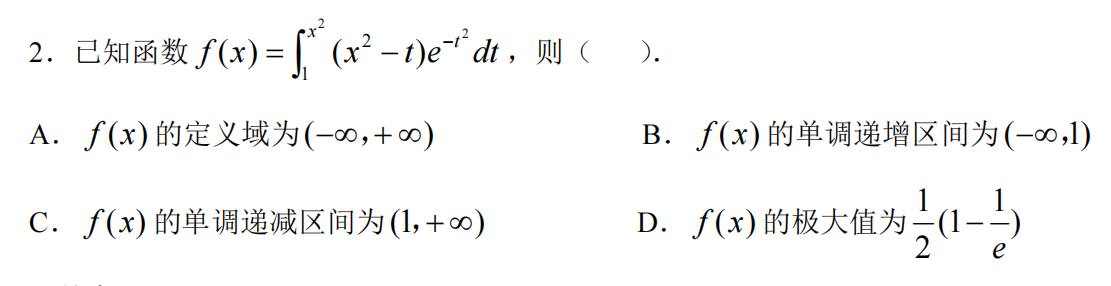 2．已知函数 f(x)=∫₁^{x²}(x²−t)e^{−t²}dt，则（　　）.
A． f(x)的定义域为(−∞,+∞)　　B． f(x)的单调递增区间为(−∞,1)
C． f(x)的单调递减区间为(1,+∞)　　D． f(x)的极大值为 1/2(1−1/e)